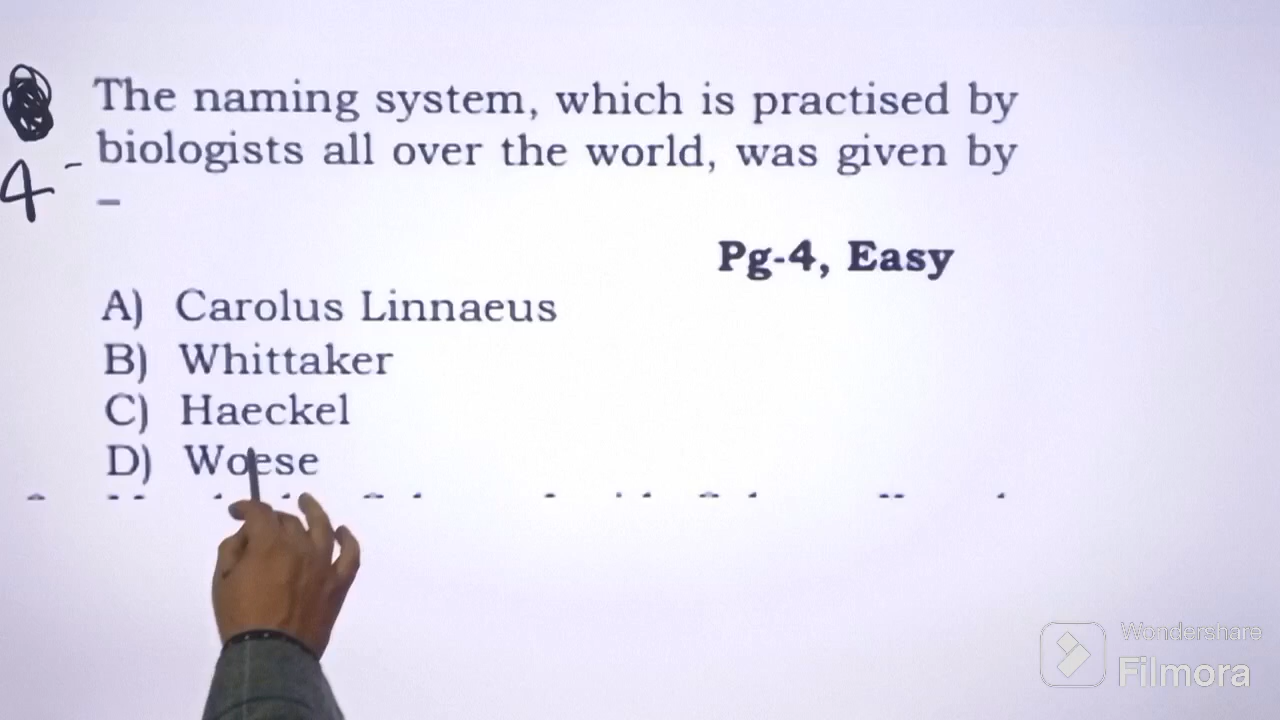 The naming system, which is practised by
4 - biologists all over the world, was given by
–
Pg-4, Easy
A) Carolus Linnaeus
B) Whittaker
C) Haeckel
D) Woese
Wondershare
Filmora